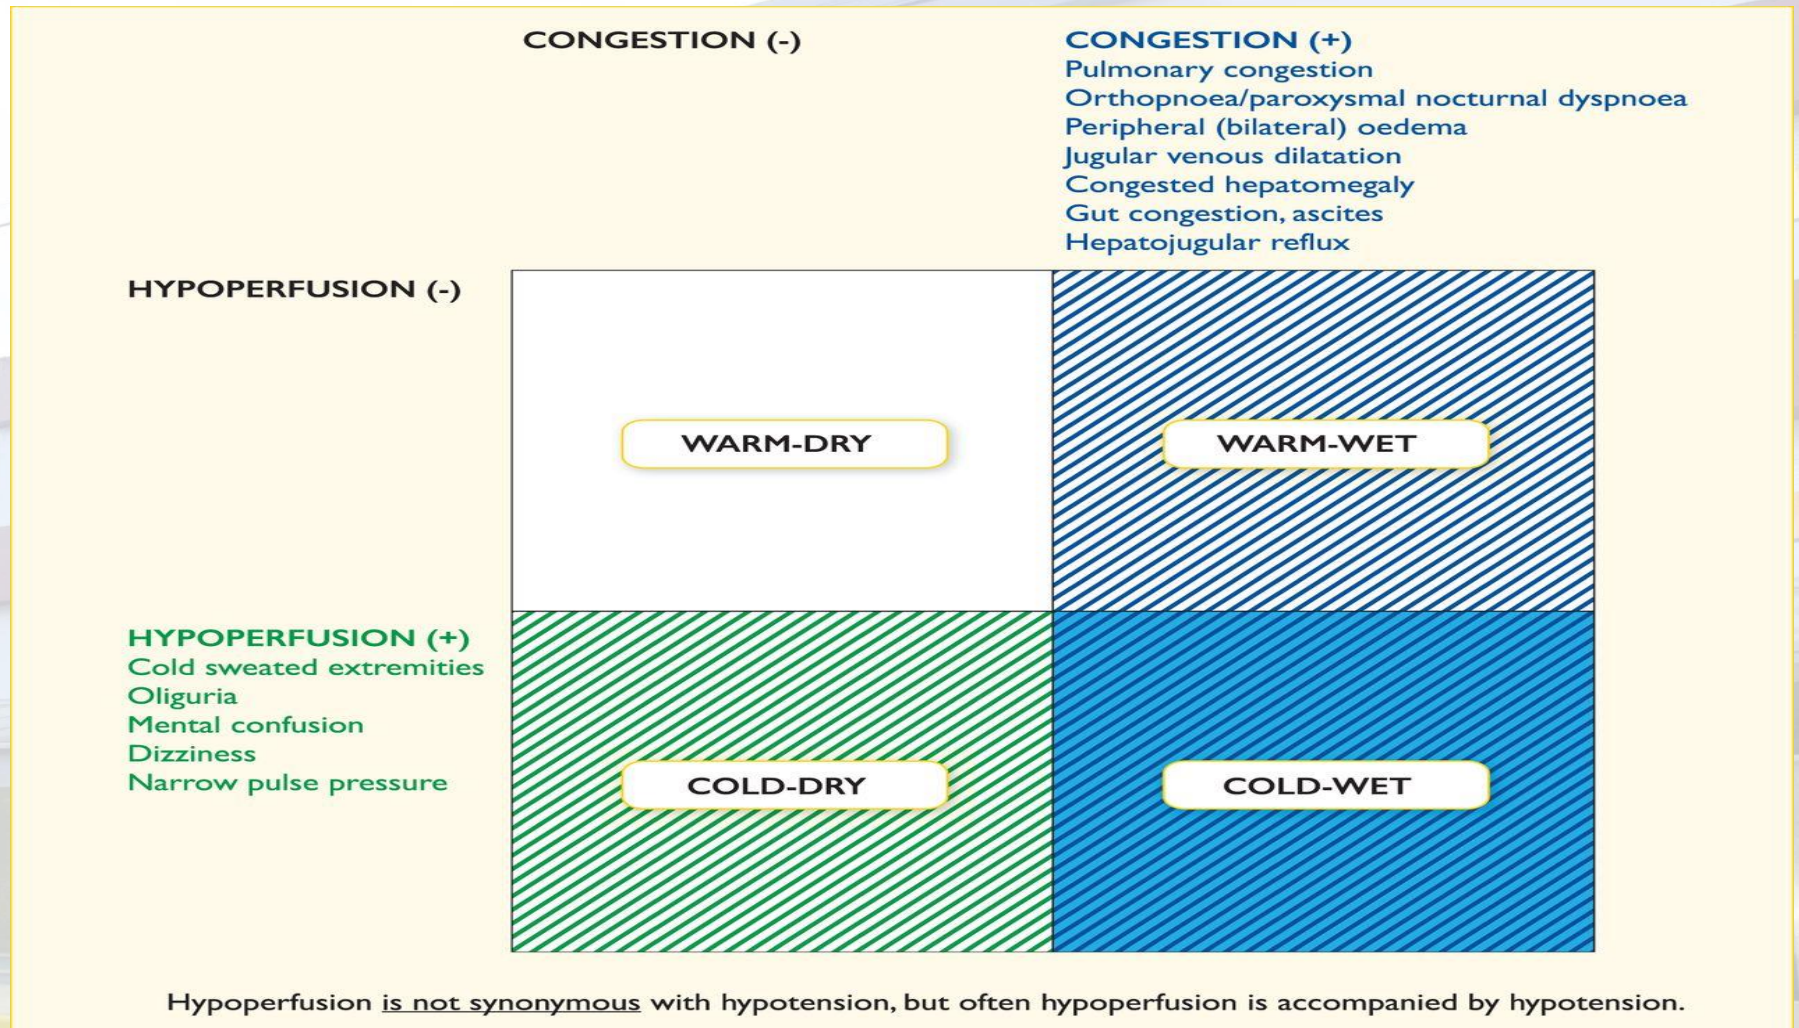 CONGESTION (-)
CONGESTION (+)
Pulmonary congestion
Orthopnoea/paroxysmal nocturnal dyspnoea
Peripheral (bilateral) oedema
Jugular venous dilatation
Congested hepatomegaly
Gut congestion, ascites
Hepatojugular reflux
HYPOPERFUSION (-)
WARM-DRY
WARM-WET
HYPOPERFUSION (+)
Cold sweated extremities
Oliguria
Mental confusion
Dizziness
Narrow pulse pressure
COLD-DRY
COLD-WET
Hypoperfusion is not synonymous with hypotension, but often hypoperfusion is accompanied by hypotension.